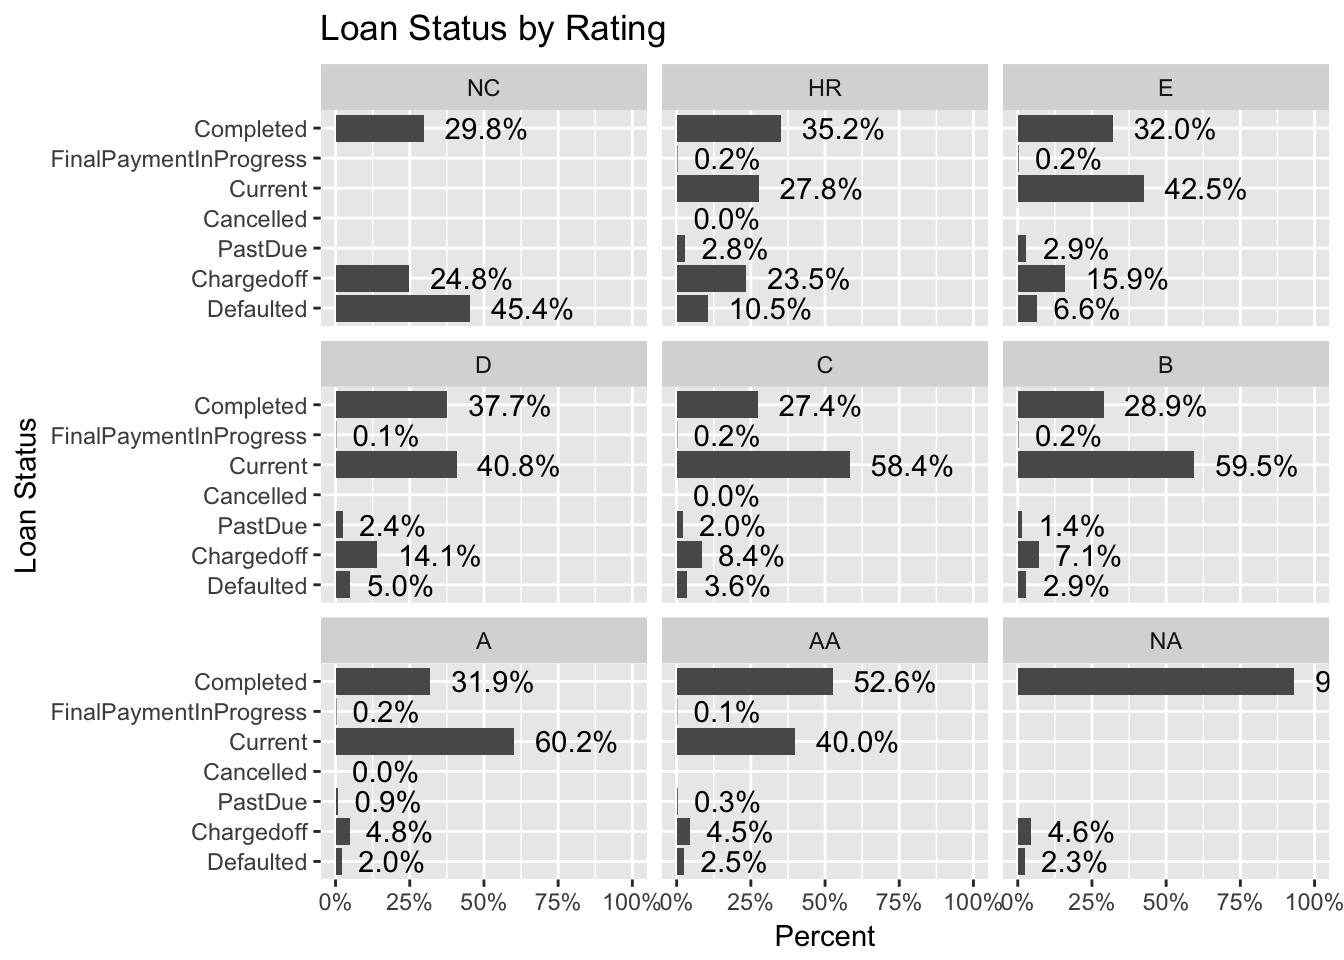 Loan Status by Rating
NC
HR
E
Completed
29.8%
35.2%
32.0%
FinalPaymentInProgress
0.2%
0.2%
Current
27.8%
42.5%
Cancelled
0.0%
PastDue
2.8%
2.9%
Chargedoff
24.8%
23.5%
15.9%
Defaulted
45.4%
10.5%
6.6%
D
C
B
Completed
37.7%
27.4%
28.9%
FinalPaymentInProgress
0.1%
0.2%
0.2%
Current
40.8%
58.4%
59.5%
Cancelled
0.0%
PastDue
2.4%
2.0%
1.4%
Chargedoff
14.1%
8.4%
7.1%
Defaulted
5.0%
3.6%
2.9%
A
AA
NA
Completed
31.9%
52.6%
9
FinalPaymentInProgress
0.2%
0.1%
Current
60.2%
40.0%
Cancelled
0.0%
PastDue
0.9%
0.3%
Chargedoff
4.8%
4.5%
4.6%
Defaulted
2.0%
2.5%
2.3%
0% 25% 50% 75% 100%
0% 25% 50% 75% 100%
0% 25% 50% 75% 100%
Percent
Loan Status